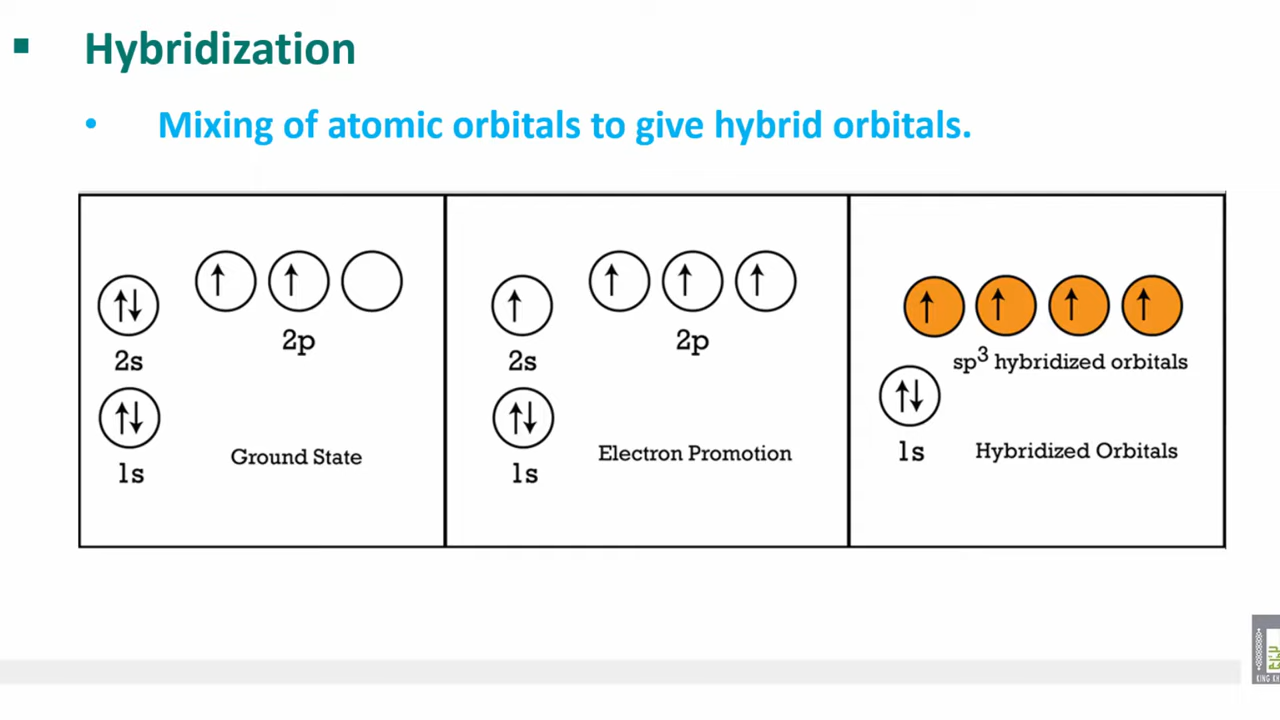 Hybridization
Mixing of atomic orbitals to give hybrid orbitals.
2s
2p
1s
Ground State
2s
2p
1s
Electron Promotion
sp³ hybridized orbitals
1s
Hybridized Orbitals